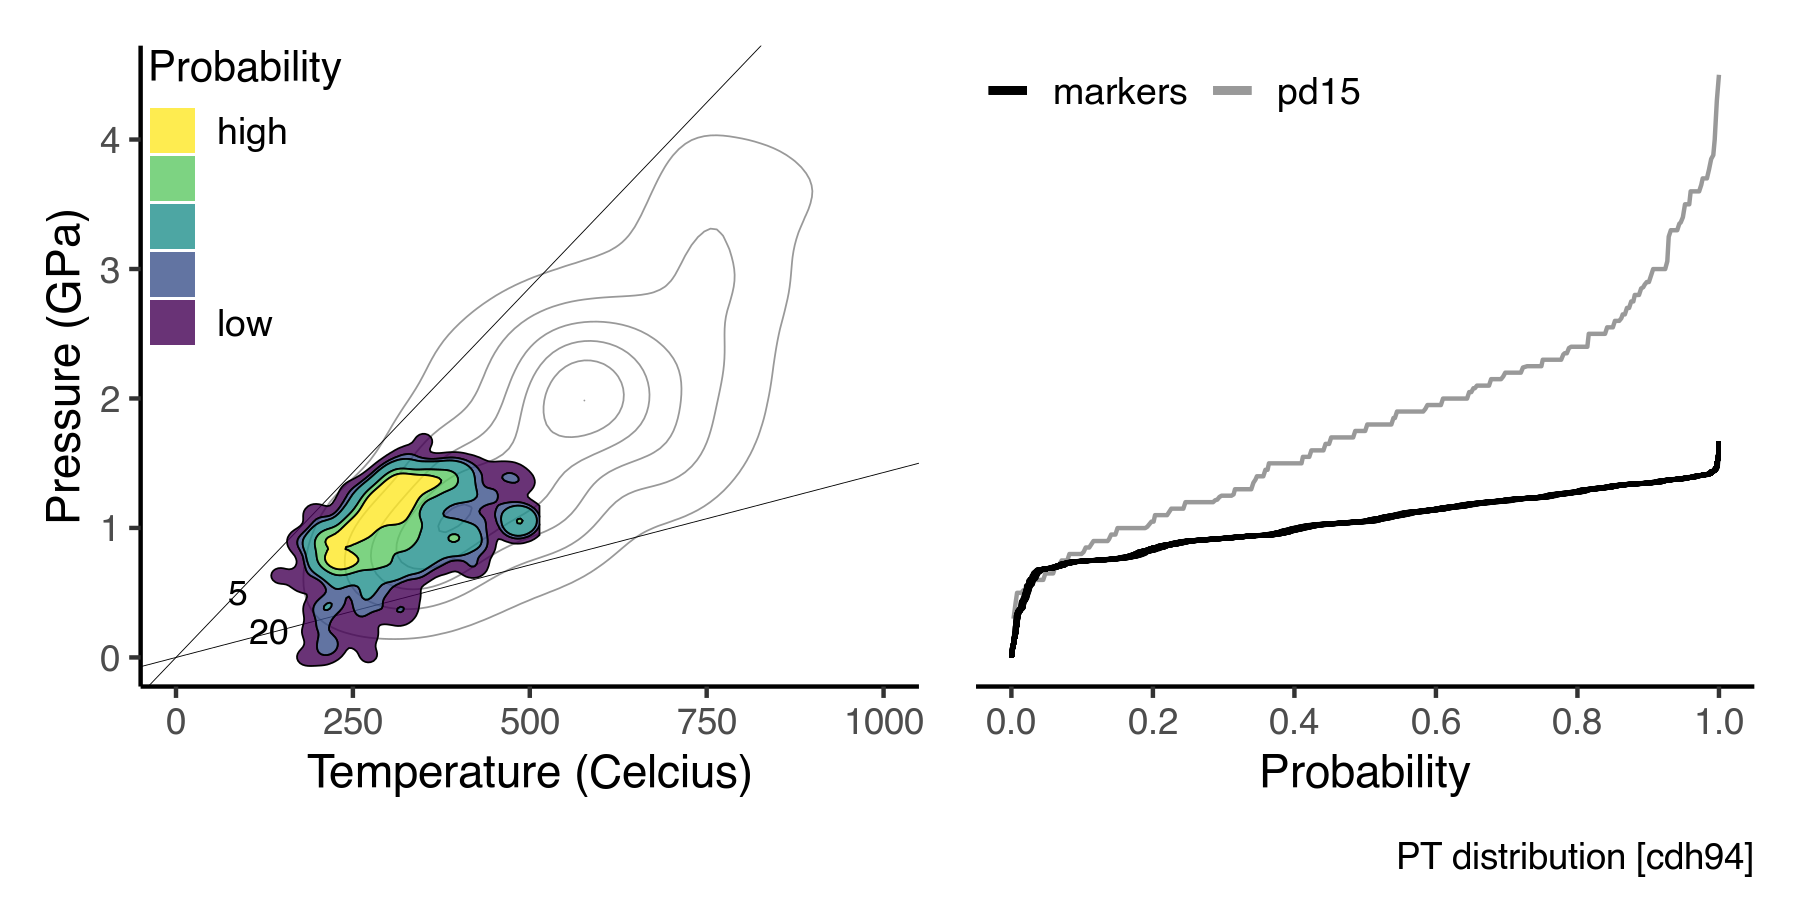 Probability
high
low
4
3
2
1
0
Pressure (GPa)
5
20
0 250 500 750 1000
Temperature (Celcius)
markers pd15
0.0 0.2 0.4 0.6 0.8 1.0
Probability
PT distribution [cdh94]